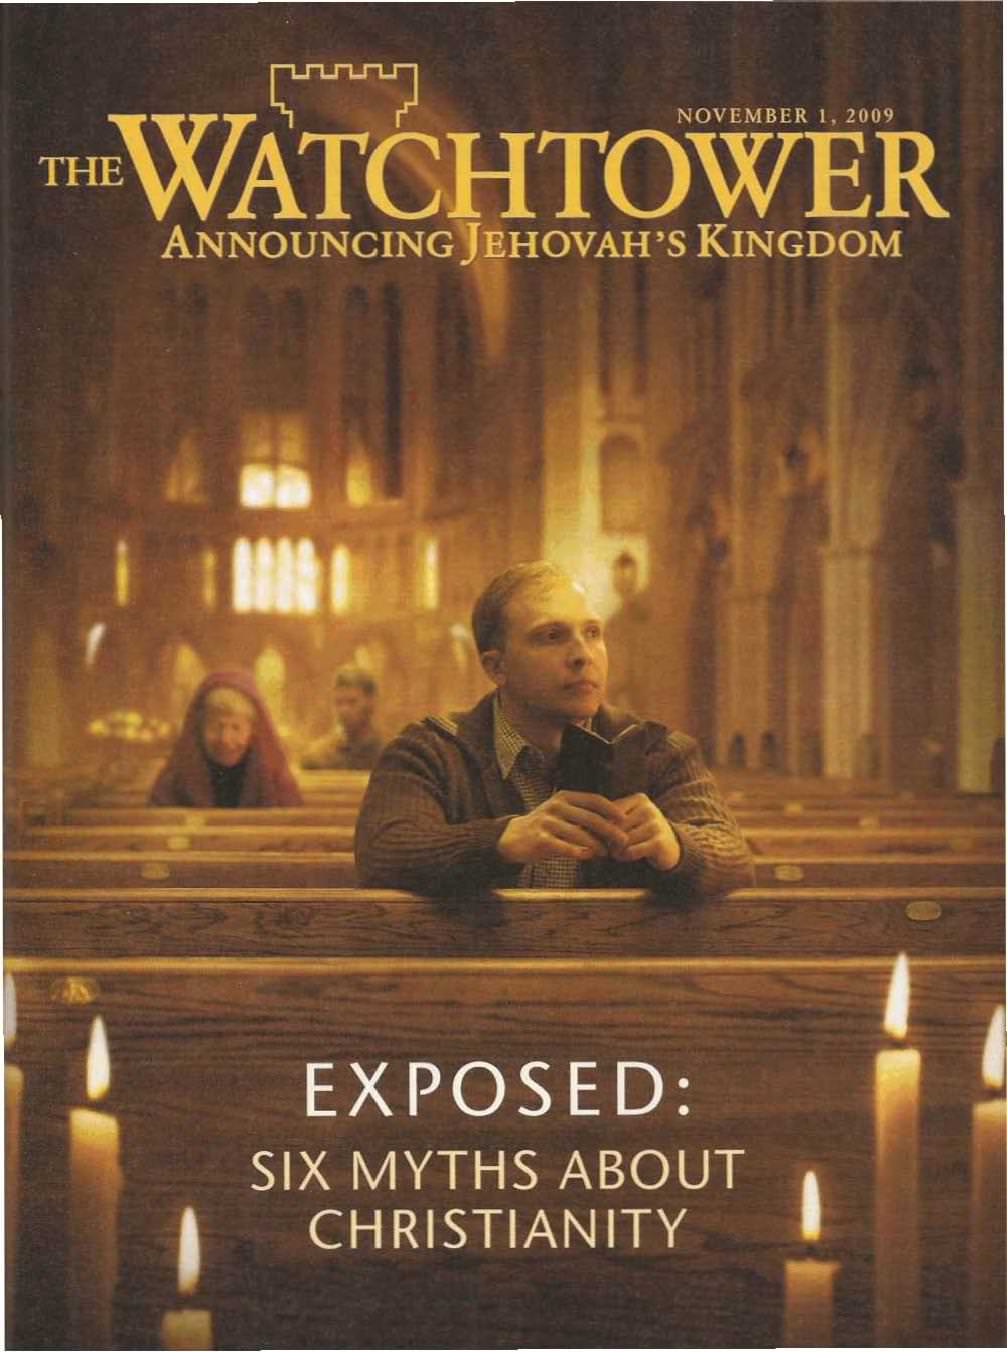 NOVEMBER 1, 2009
THE WATCHTOWER
ANNOUNCING JEHOVAH'S KINGDOM
EXPOSED:
SIX MYTHS ABOUT
CHRISTIANITY